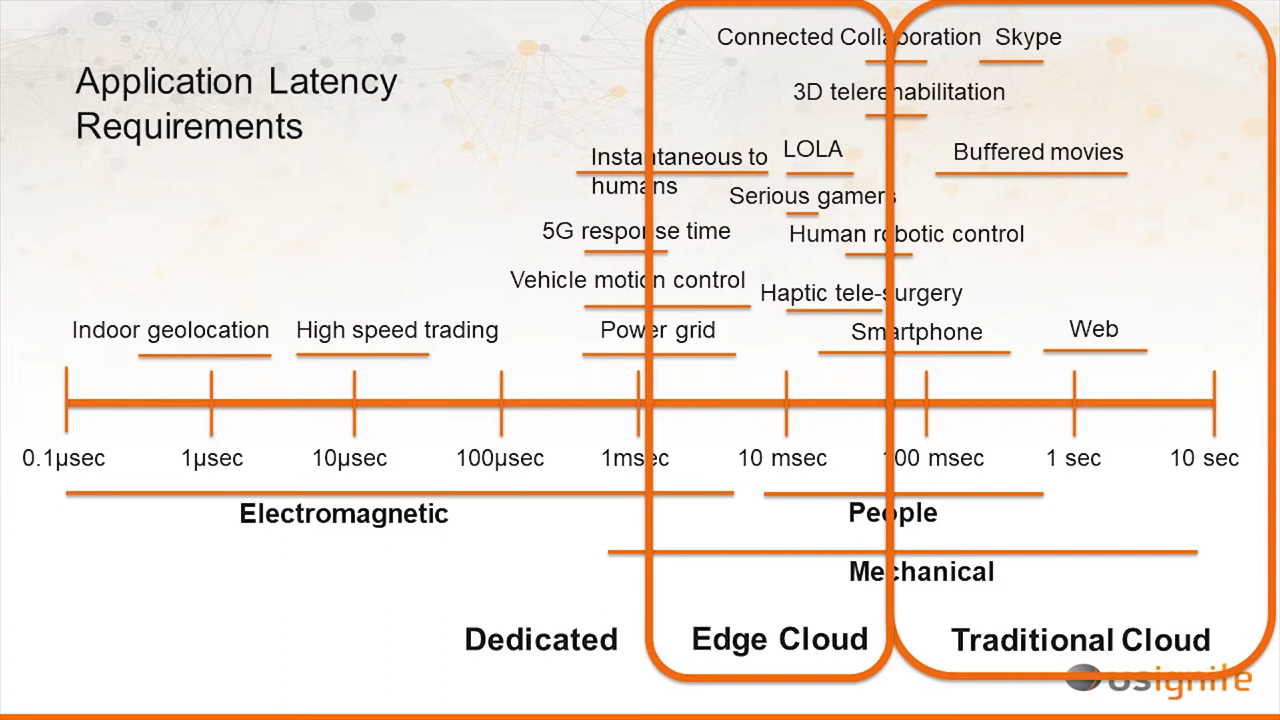 Application Latency
Requirements
Connected Collaboration
Skype
3D telerehabilitation
Instantaneous to
humans
LOLA
Buffered movies
Serious gamers
5G response time
Human robotic control
Vehicle motion control
Haptic tele-surgery
Indoor geolocation
High speed trading
Power grid
Smartphone
Web
0.1µsec
1µsec
10µsec
100µsec
1msec
10 msec
100 msec
1 sec
10 sec
Electromagnetic
People
Mechanical
Dedicated
Edge Cloud
Traditional Cloud
usignite